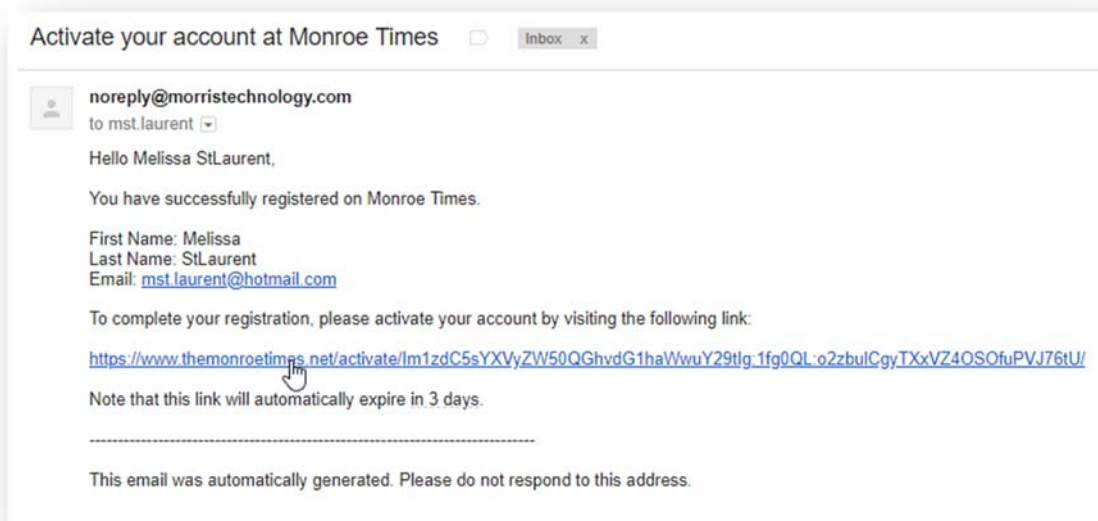 Activate your account at Monroe Times
Inbox x
noreply@morristechnology.com
to mst.laurent
Hello Melissa StLaurent,
You have successfully registered on Monroe Times.
First Name: Melissa
Last Name: StLaurent
Email: mst.laurent@hotmail.com
To complete your registration, please activate your account by visiting the following link:
https://www.themonroetimes.net/activate/Im1zdC5sYXVyZW50QGhvdG1haWwuY29tIg:1fg0QL:o2zbulCgyTXxVZ4OSOfuPVJ76tU/
Note that this link will automatically expire in 3 days.
--------------------------------------------------------------------------------
This email was automatically generated. Please do not respond to this address.